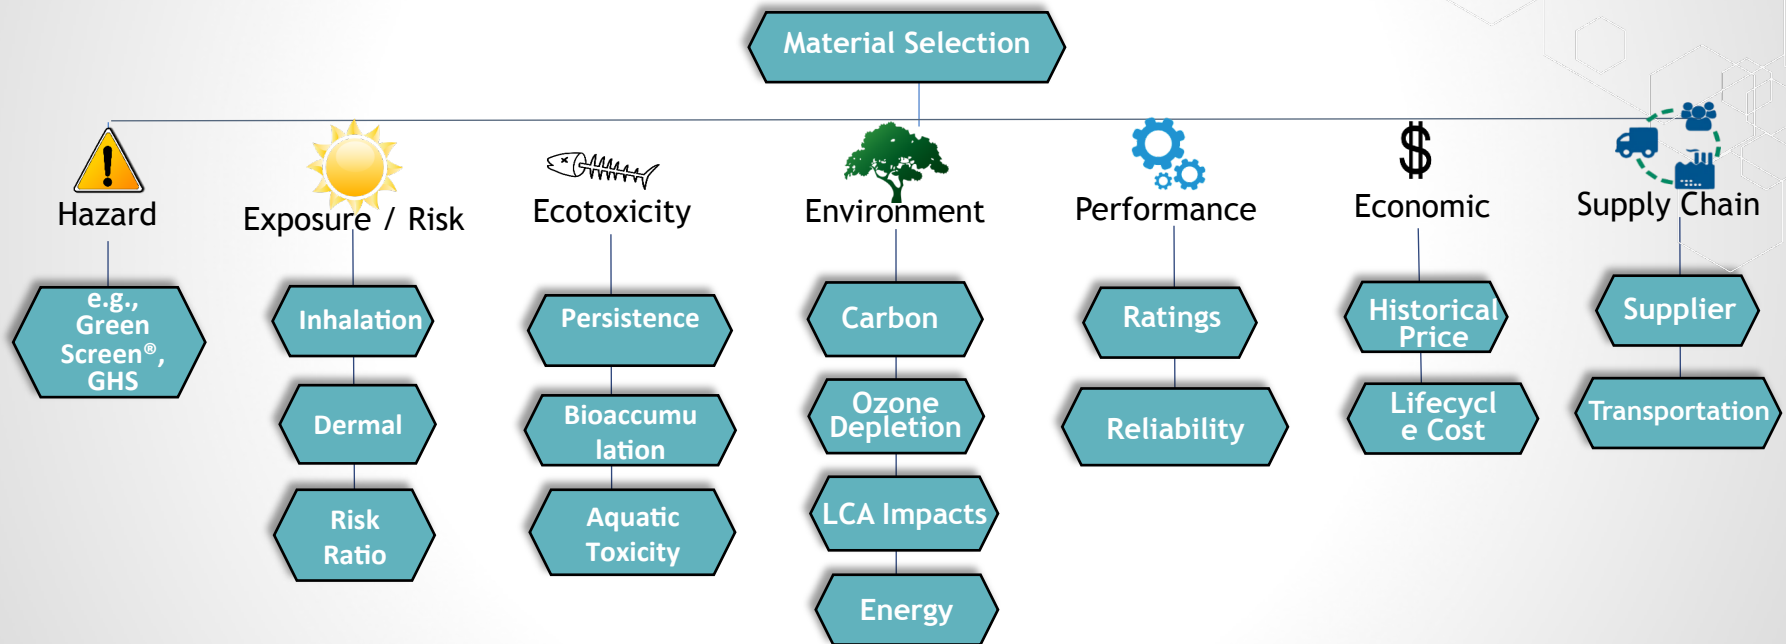 Material Selection
Hazard
Exposure / Risk
Ecotoxicity
Environment
Performance
Economic
Supply Chain
e.g.,
Green
Screen®,
GHS
Inhalation
Dermal
Risk
Ratio
Persistence
Bioaccumu
lation
Aquatic
Toxicity
Carbon
Ozone
Depletion
LCA Impacts
Energy
Ratings
Reliability
Historical
Price
Lifecycl
e Cost
Supplier
Transportation